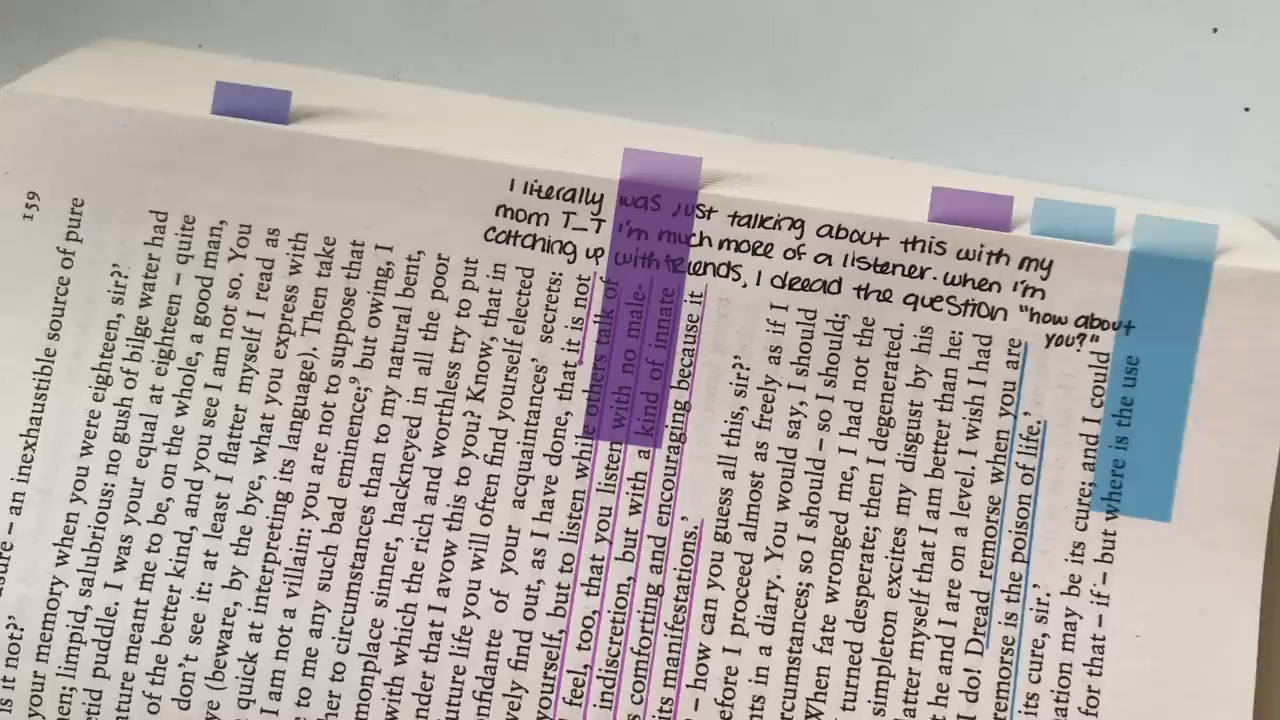 159
sure – an inexhaustible source of pure
is it not?’
your memory when you were eighteen, sir?’
en; limpid, salubrious: no gush of bilge water had
etid puddle. I was your equal at eighteen – quite
ture meant me to be, on the whole, a good man,
of the better kind, and you see I am not so. You
don’t see it: at least I flatter myself I read as
ye (beware, by the bye, what you express with
quick at interpreting its language). Then take
I am not a villain: you are not to suppose that
to me any such bad eminence; but owing, I
her to circumstances than to my natural bent,
monplace sinner, hackneyed in all the poor
with which the rich and worthless try to put
nder that I avow this to you? Know, that in
uture life you will often find yourself elected
nfidante of your acquaintances’ secrets:
vely find out, as I have done, that it is not
yourself, but to listen while others talk of
feel, too, that you listen with no male-
indiscretion, but with a kind of innate
s comforting and encouraging because it
its manifestations.’
– how can you guess all this, sir?’
efore I proceed almost as freely as if I
nts in a diary. You would say, I should
rcumstances; so I should – so I should;
When fate wronged me, I had not the
turned desperate; then I degenerated.
simpleton excites my disgust by his
atter myself that I am better than he:
t he and I are on a level. I wish I had
I do! Dread remorse when you are
remorse is the poison of life.’
its cure, sir.’
ation may be its cure; and I could
for that – if – but where is the use
I literally was just talking about this with my
mom T_T I'm much more of a listener. when I'm
catching up with friends, I dread the question "how about
you?"